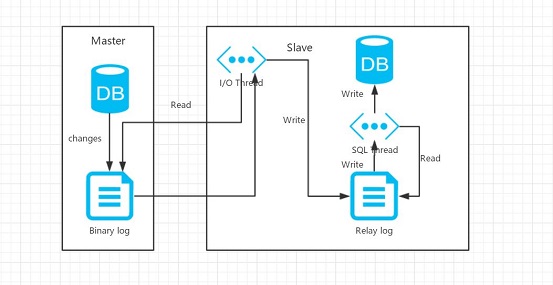 Master
Slave
DB
DB
I/O Thread
Read
Write
Write
changes
SQL Thread
Write
Read
Binary log
Relay log